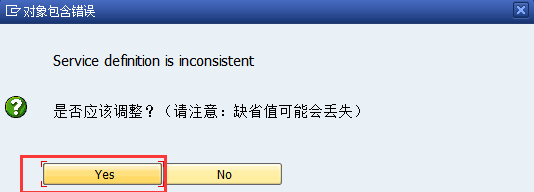 对象包含错误
Service definition is inconsistent
是否应该调整？（请注意：缺省值可能会丢失）
Yes
No